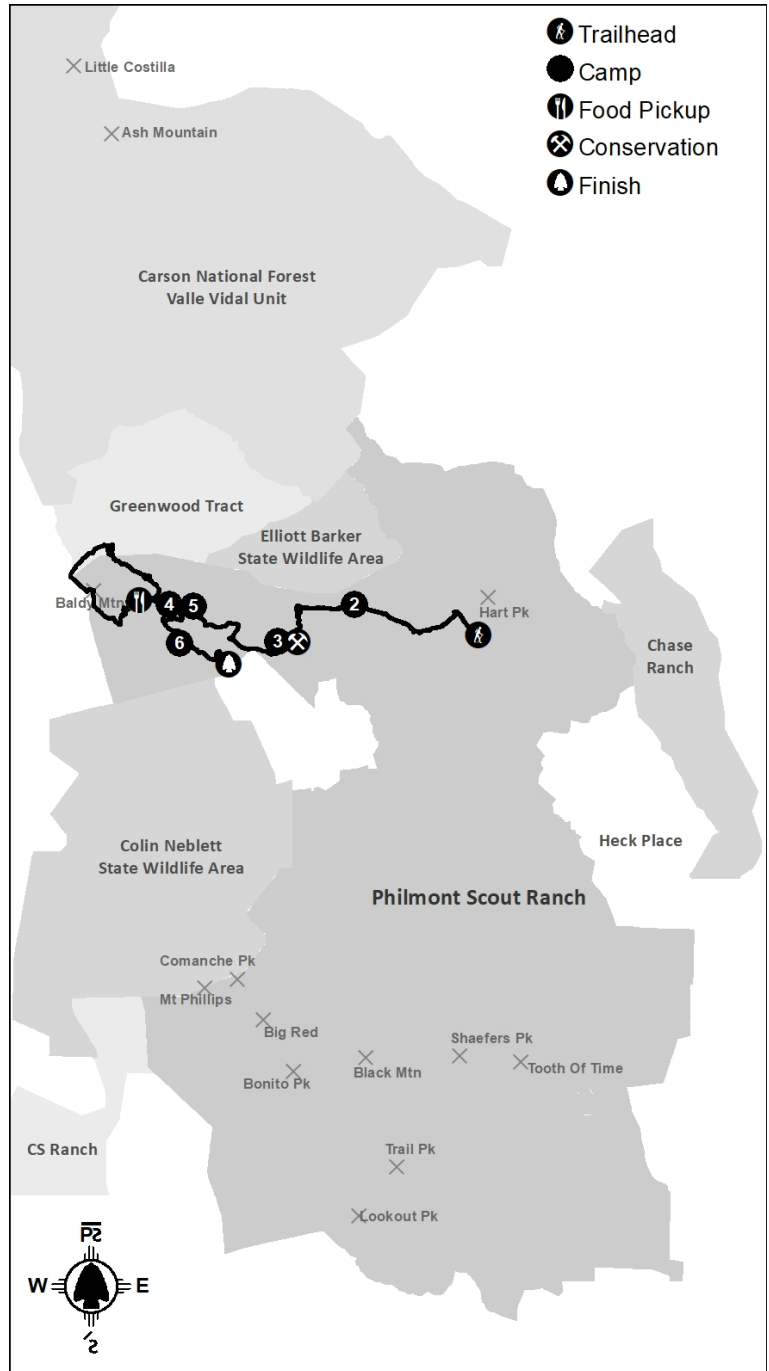 Trailhead
Camp
Food Pickup
Conservation
Finish
Little Costilla
Ash Mountain
Carson National Forest
Valle Vidal Unit
Greenwood Tract
Elliott Barker
State Wildlife Area
Baldy Mtn
4
5
2
Hart Pk
6
3
Chase
Ranch
Heck Place
Colin Neblett
State Wildlife Area
Philmont Scout Ranch
Comanche Pk
Mt Phillips
Big Red
Shaefers Pk
Black Mtn
Tooth Of Time
Bonito Pk
CS Ranch
Trail Pk
Lookout Pk
W
E